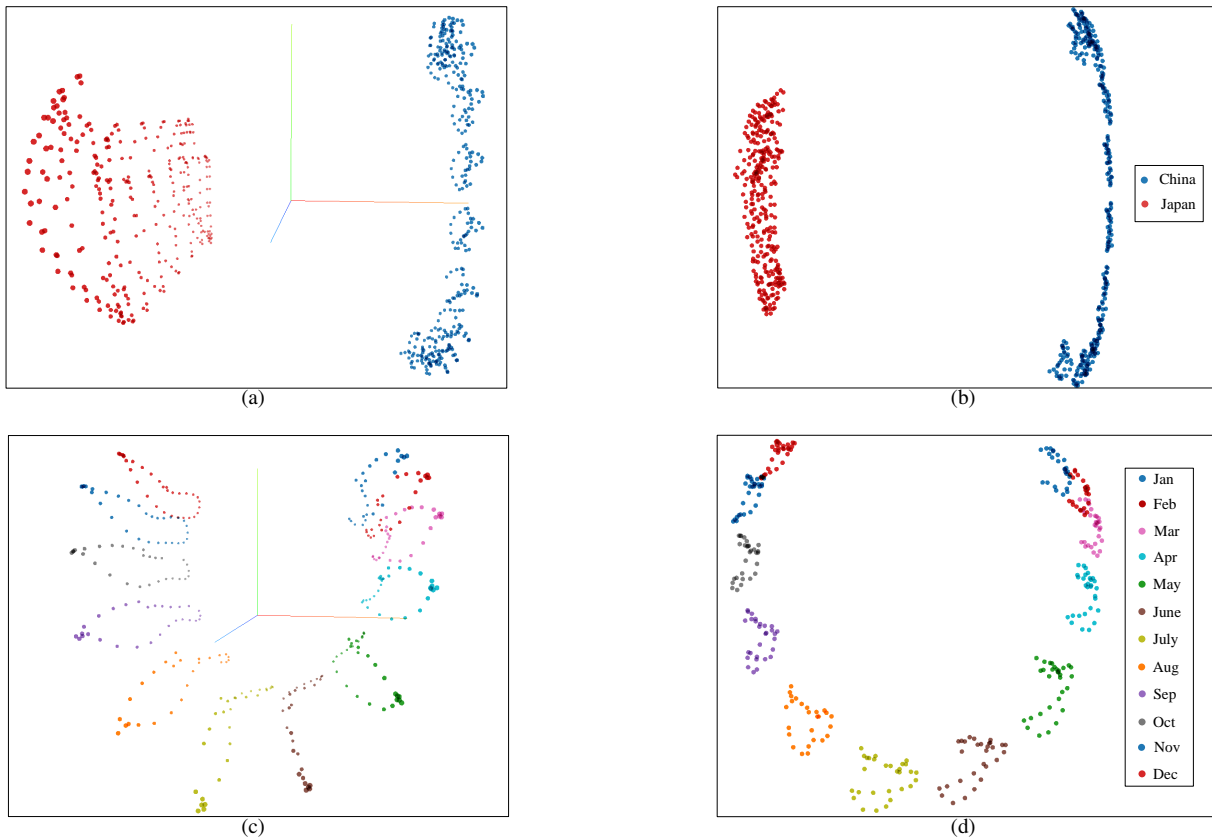 China
Japan
(a)
(b)
Jan
Feb
Mar
Apr
May
June
July
Aug
Sep
Oct
Nov
Dec
(c)
(d)